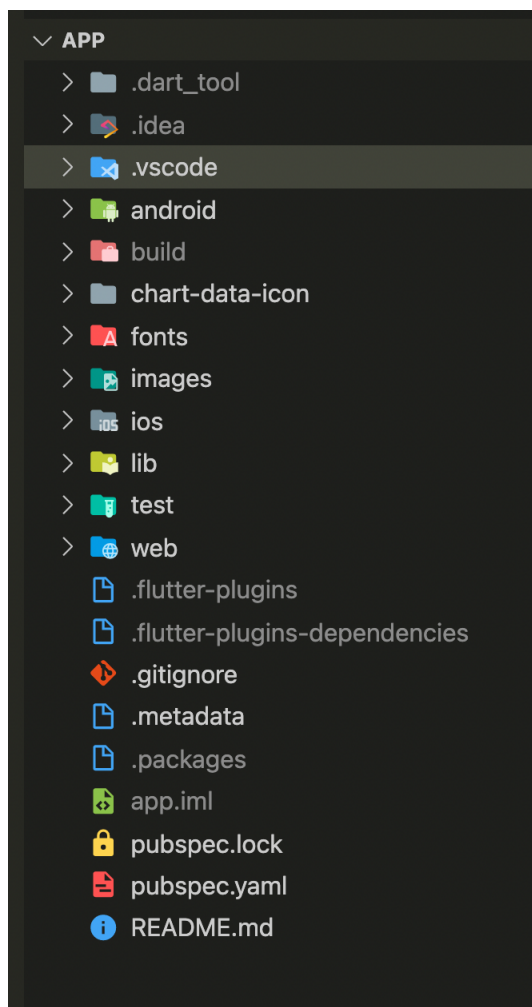 APP
.dart_tool
.idea
.vscode
android
build
chart-data-icon
fonts
images
ios
lib
test
web
.flutter-plugins
.flutter-plugins-dependencies
.gitignore
.metadata
.packages
app.iml
pubspec.lock
pubspec.yaml
README.md